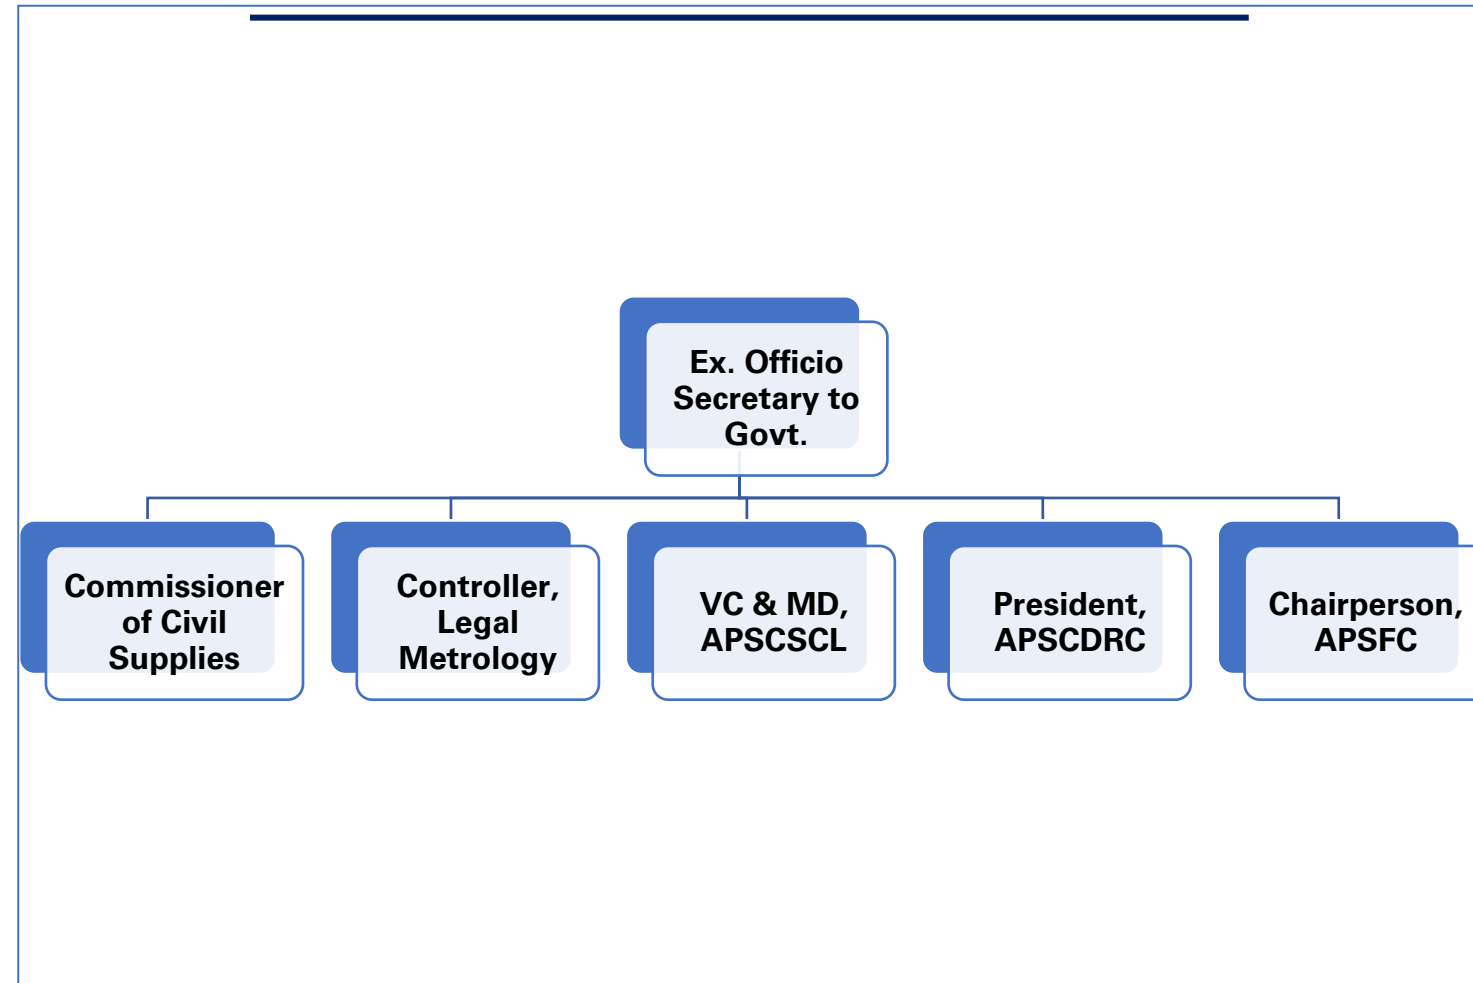 Ex. Officio
Secretary to
Govt.
Commissioner
of Civil
Supplies
Controller,
Legal
Metrology
VC & MD,
APSCSCL
President,
APSCDRC
Chairperson,
APSFC